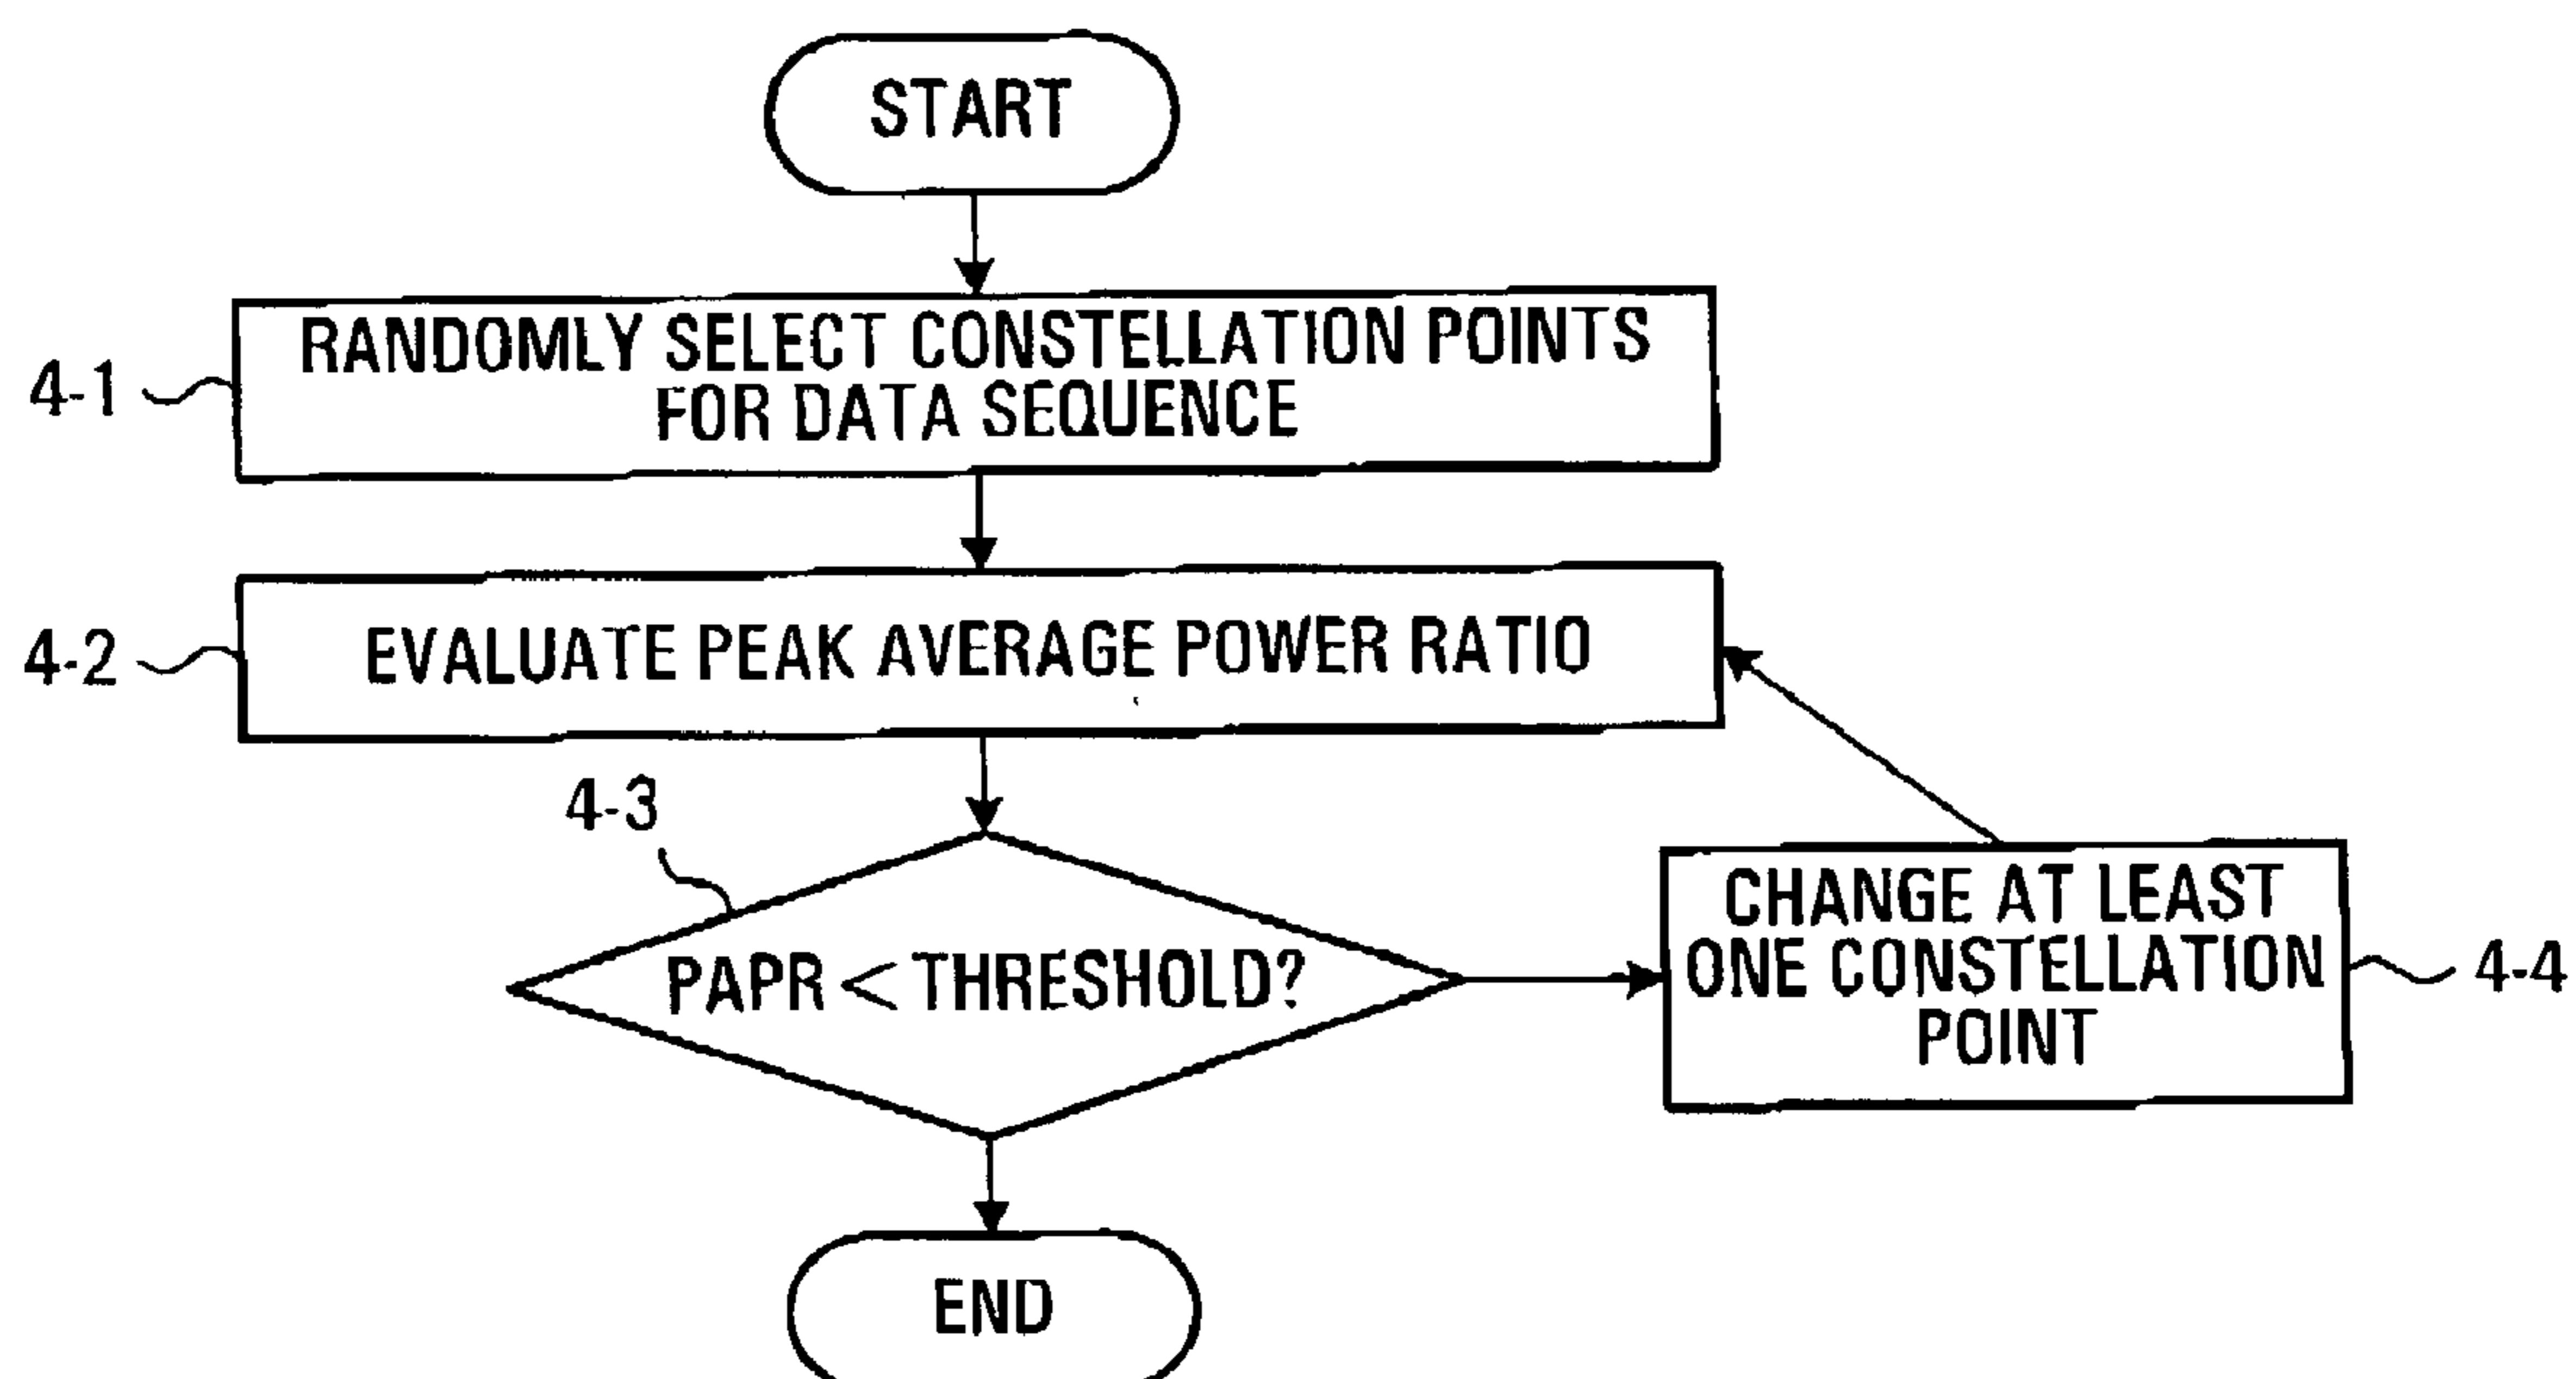 START
4-1
RANDOMLY SELECT CONSTELLATION POINTS
FOR DATA SEQUENCE
4-2
EVALUATE PEAK AVERAGE POWER RATIO
4-3
PAPR < THRESHOLD?
CHANGE AT LEAST
ONE CONSTELLATION
POINT
4-4
END